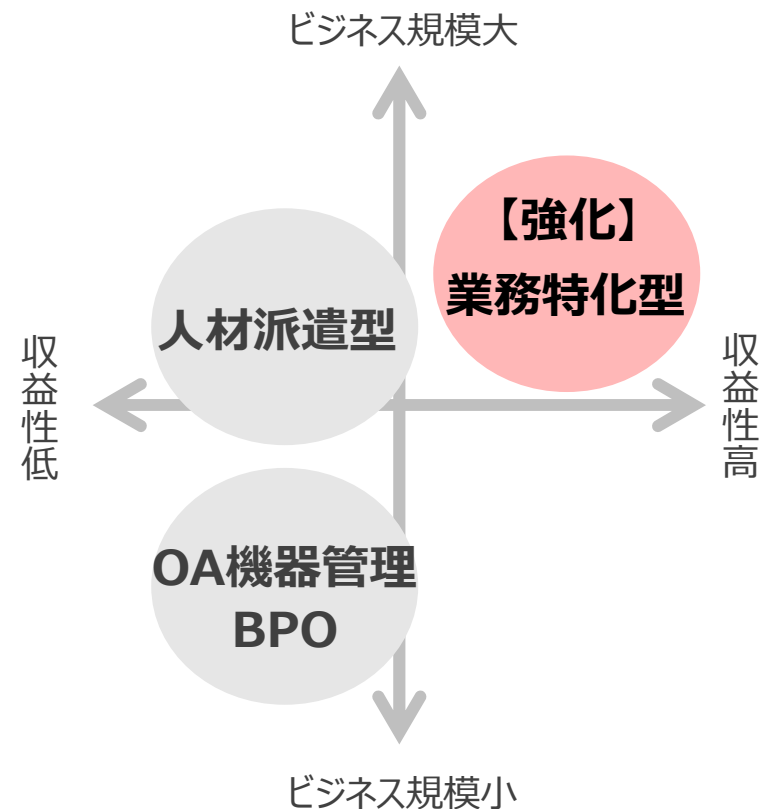 ビジネス規模大
【強化】
業務特化型
人材派遣型
収益性低
収益性高
OA機器管理
BPO
ビジネス規模小